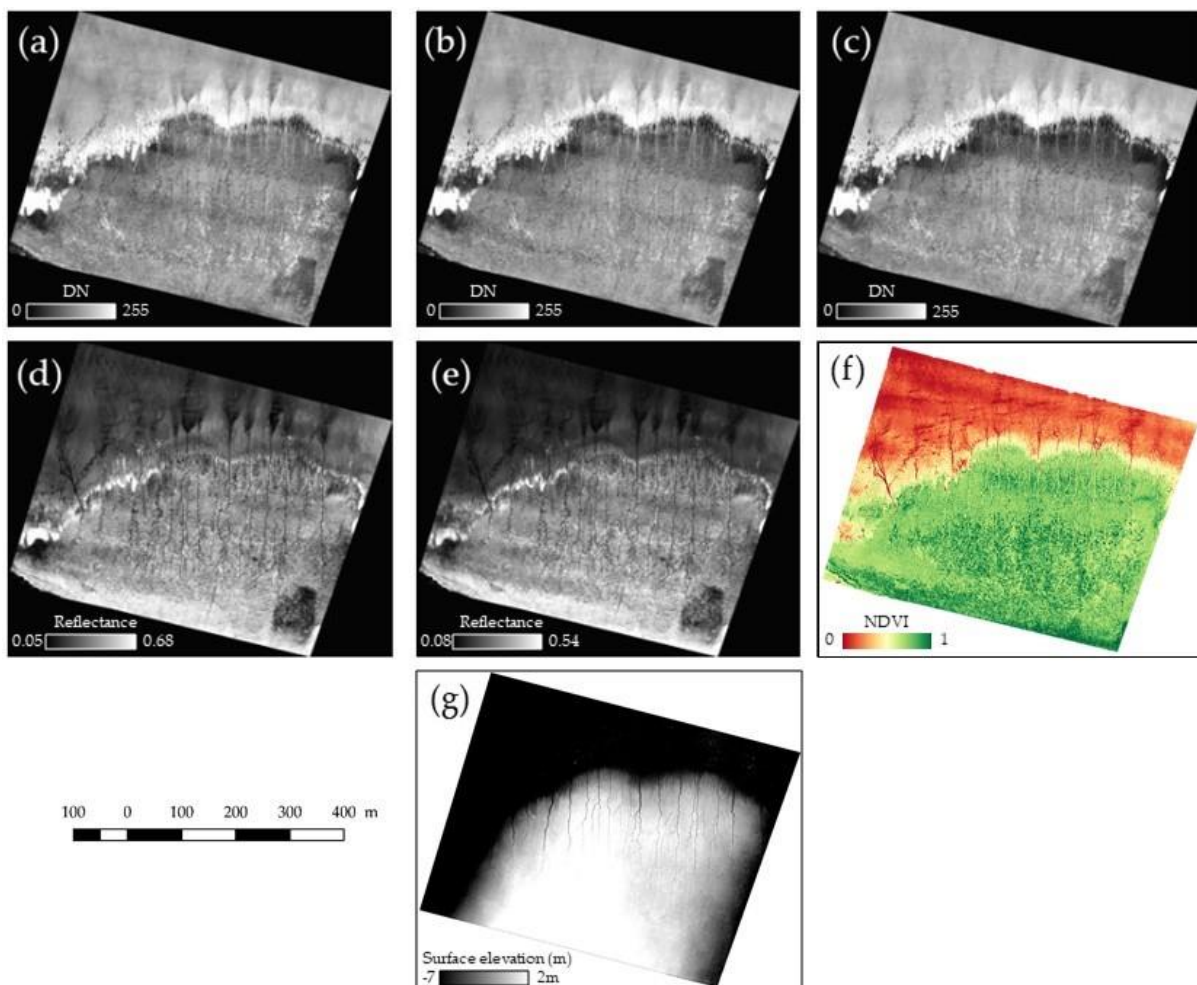 (a)
(b)
(c)
DN
0 255
DN
0 255
DN
0 255
(d)
(e)
(f)
Reflectance
0.05 0.68
Reflectance
0.08 0.54
NDVI
0 1
(g)
100 0 100 200 300 400 m
Surface elevation (m)
-7 2m